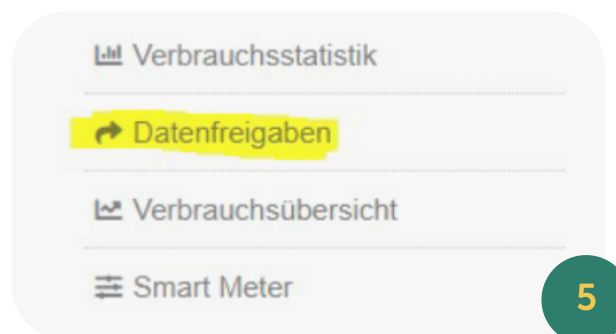 Verbrauchsstatistik
Datenfreigaben
Verbrauchsübersicht
Smart Meter
5